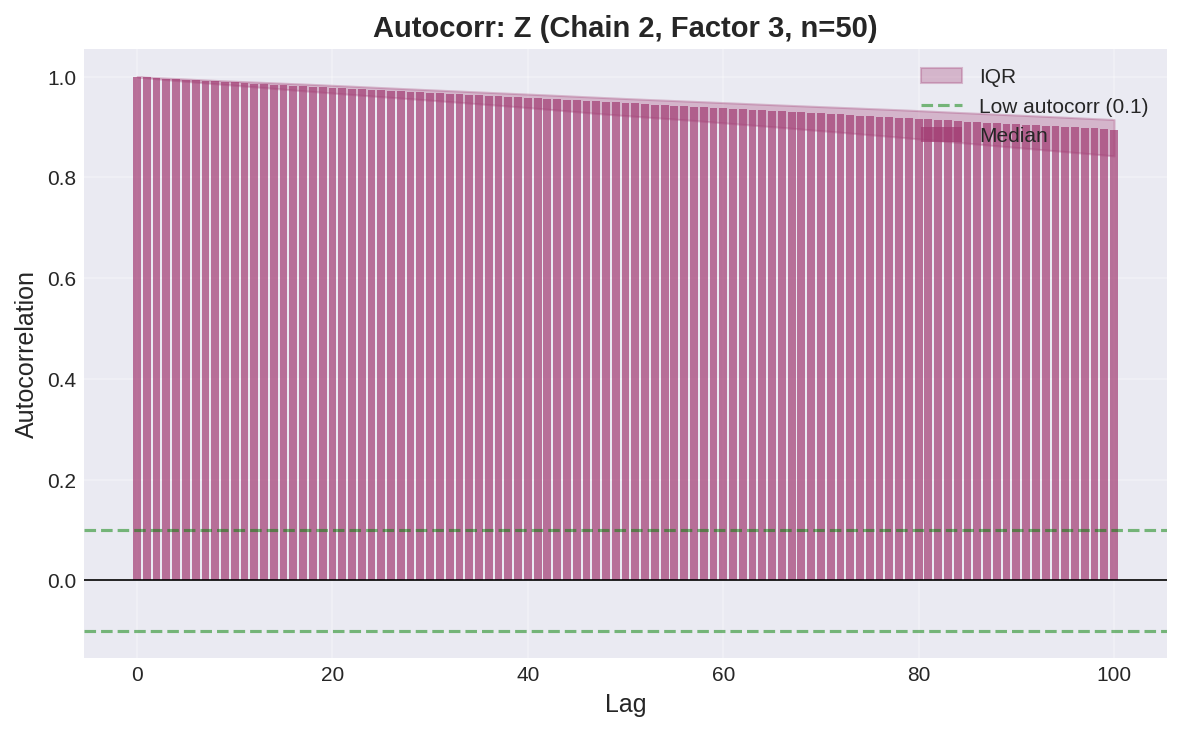 Autocorr: Z (Chain 2, Factor 3, n=50)
IQR
Low autocorr (0.1)
Median
Autocorrelation
1.0
0.8
0.6
0.4
0.2
0.0
0
20
40
60
80
100
Lag